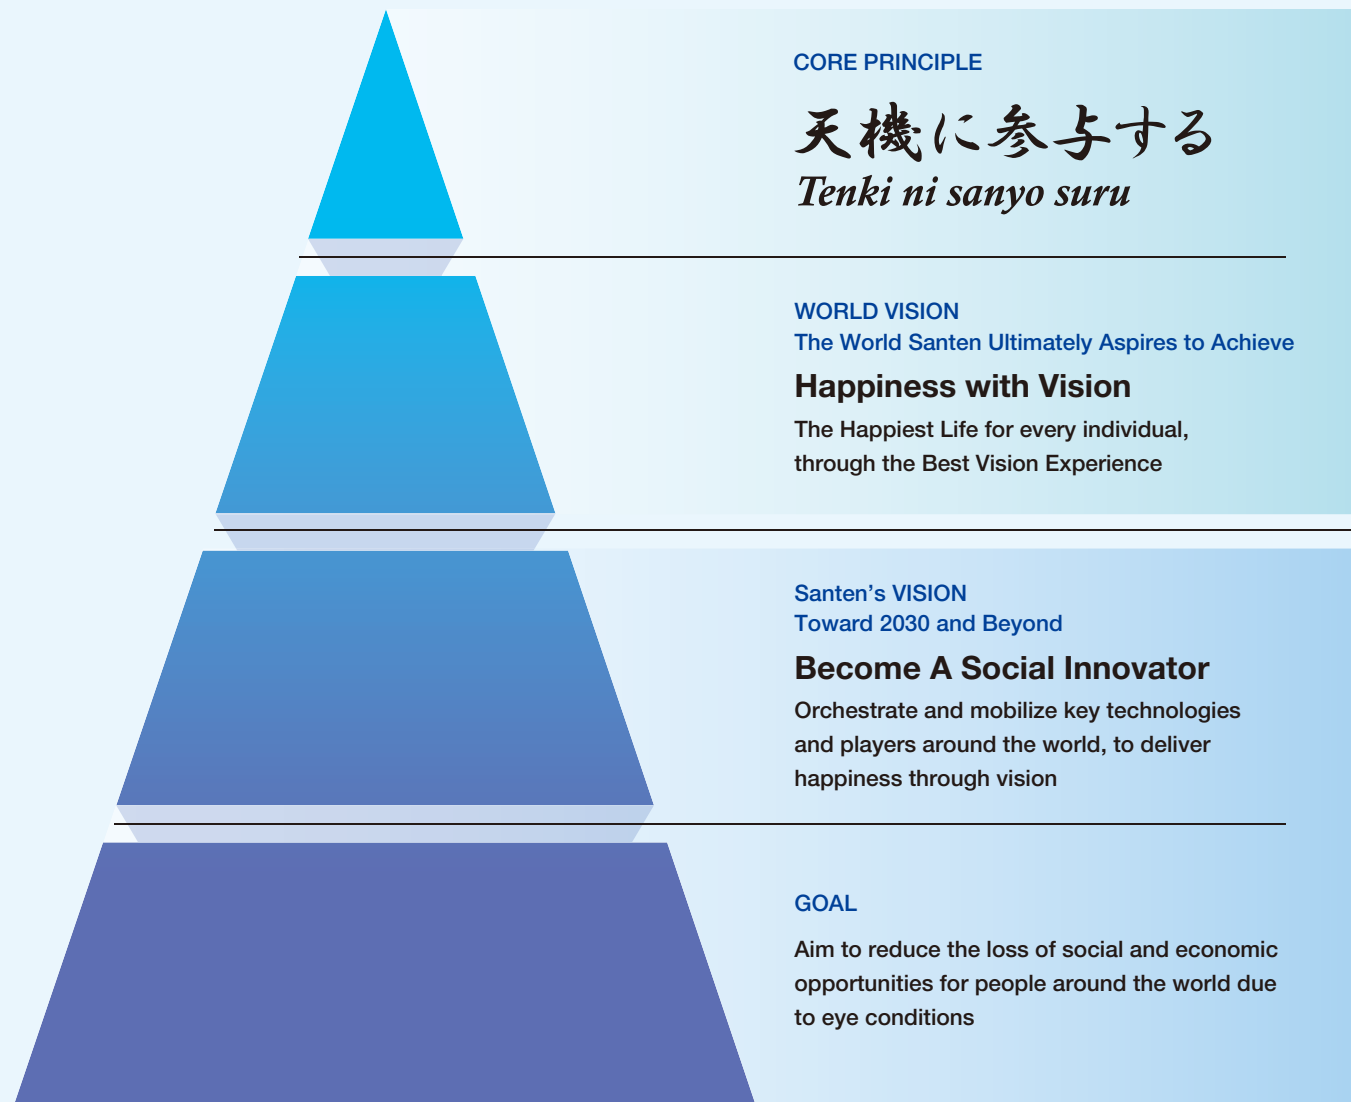 CORE PRINCIPLE
天機に参与する
Tenki ni sanyo suru
WORLD VISION
The World Santen Ultimately Aspires to Achieve
Happiness with Vision
The Happiest Life for every individual,
through the Best Vision Experience
Santen’s VISION
Toward 2030 and Beyond
Become A Social Innovator
Orchestrate and mobilize key technologies
and players around the world, to deliver
happiness through vision
GOAL
Aim to reduce the loss of social and economic
opportunities for people around the world due
to eye conditions